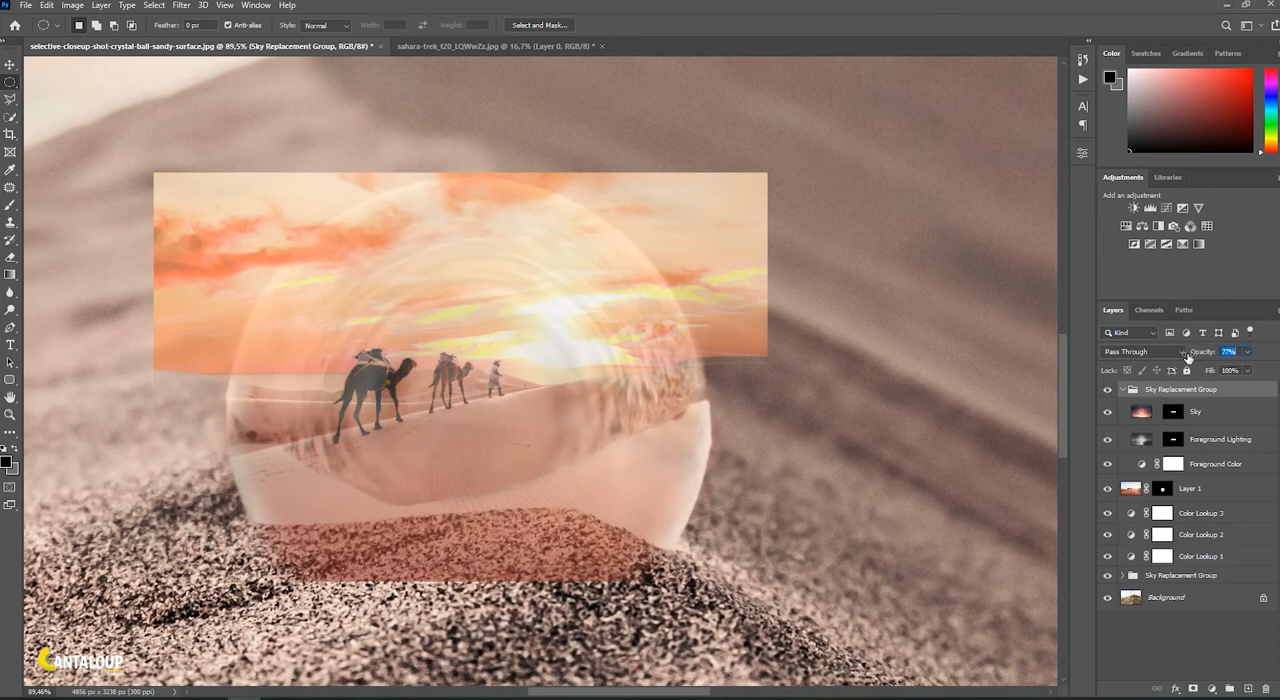 Ps File Edit Image Layer Type Select Filter 3D View Window Help
Feather: 0 px Anti-alias Style: Normal Width: Height: Select and Mask...
selective-closeup-shot-crystal-ball-sandy-surface.jpg @ 89,5% (Sky Replacement Group, RGB/8#) * × sahara-trek_t20_LQWwZz.jpg @ 16,7% (Layer 0, RGB/8) * ×
Color Swatches Gradients Patterns
Adjustments Libraries
Add an adjustment
Layers Channels Paths
Kind
Pass Through Opacity: 77%
Lock: Fill: 100%
Sky Replacement Group
Sky
Foreground Lighting
Foreground Color
Layer 1
Color Lookup 3
Color Lookup 2
Color Lookup 1
Sky Replacement Group
Background
CANTALOUP
89,46% 4856 px x 3238 px (300 ppi)